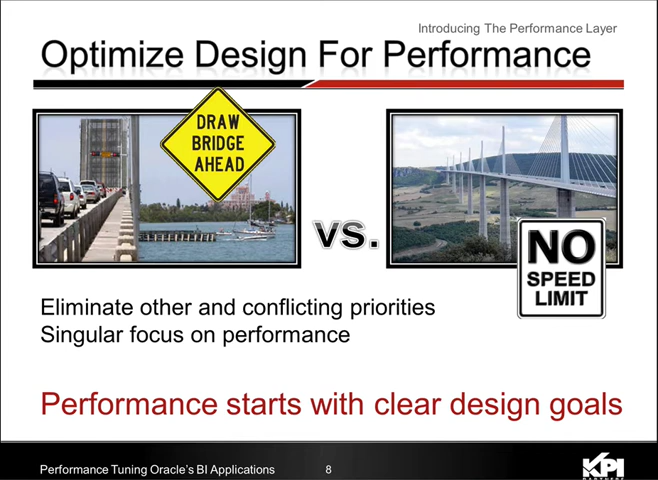 Introducing The Performance Layer
Optimize Design For Performance
DRAW
BRIDGE
AHEAD
vs.
NO
SPEED
LIMIT
Eliminate other and conflicting priorities
Singular focus on performance
Performance starts with clear design goals
Performance Tuning Oracle's BI Applications
8
KPI
PARTNERS